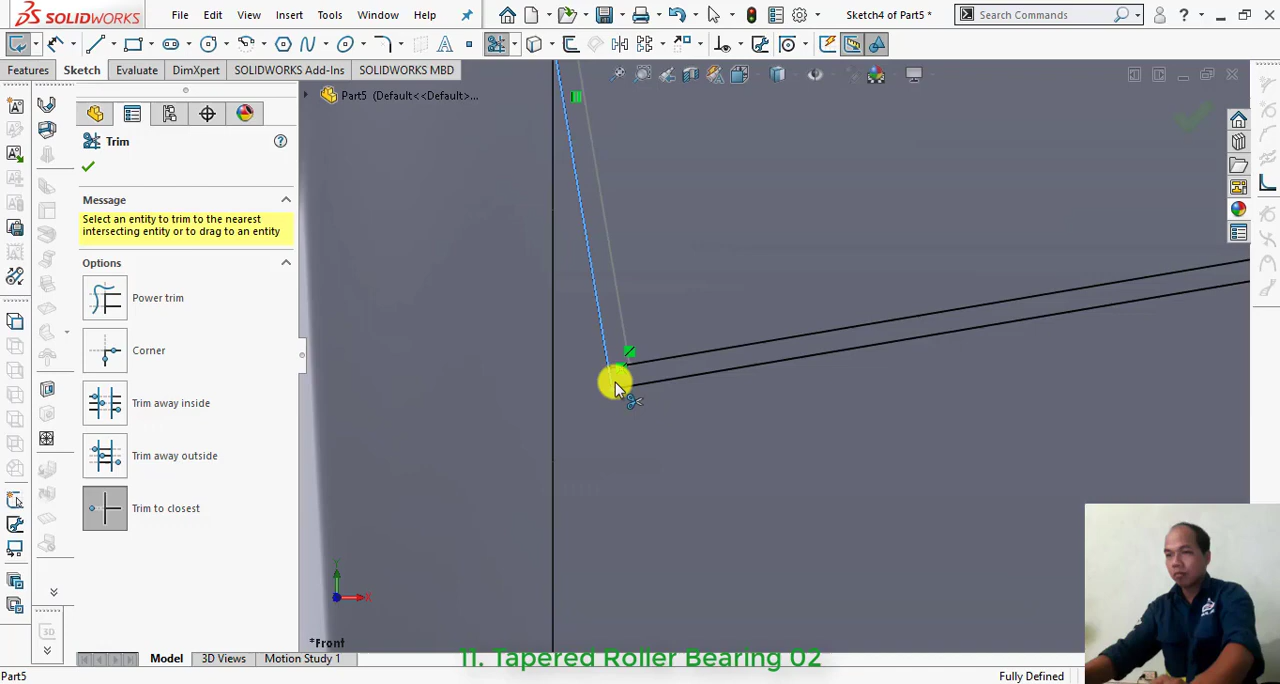 SOLIDWORKS File Edit View Insert Tools Window Help Sketch4 of Part5 * Search Commands
Features Sketch Evaluate DimXpert SOLIDWORKS Add-Ins SOLIDWORKS MBD
Part5 (Default<<Default>...
Trim
Message
Select an entity to trim to the nearest
intersecting entity or to drag to an entity
Options
Power trim
Corner
Trim away inside
Trim away outside
Trim to closest
Y
X
*Front
Model 3D Views Motion Study 1
11. Tapered Roller Bearing 02
Part5 Fully Defined
3D